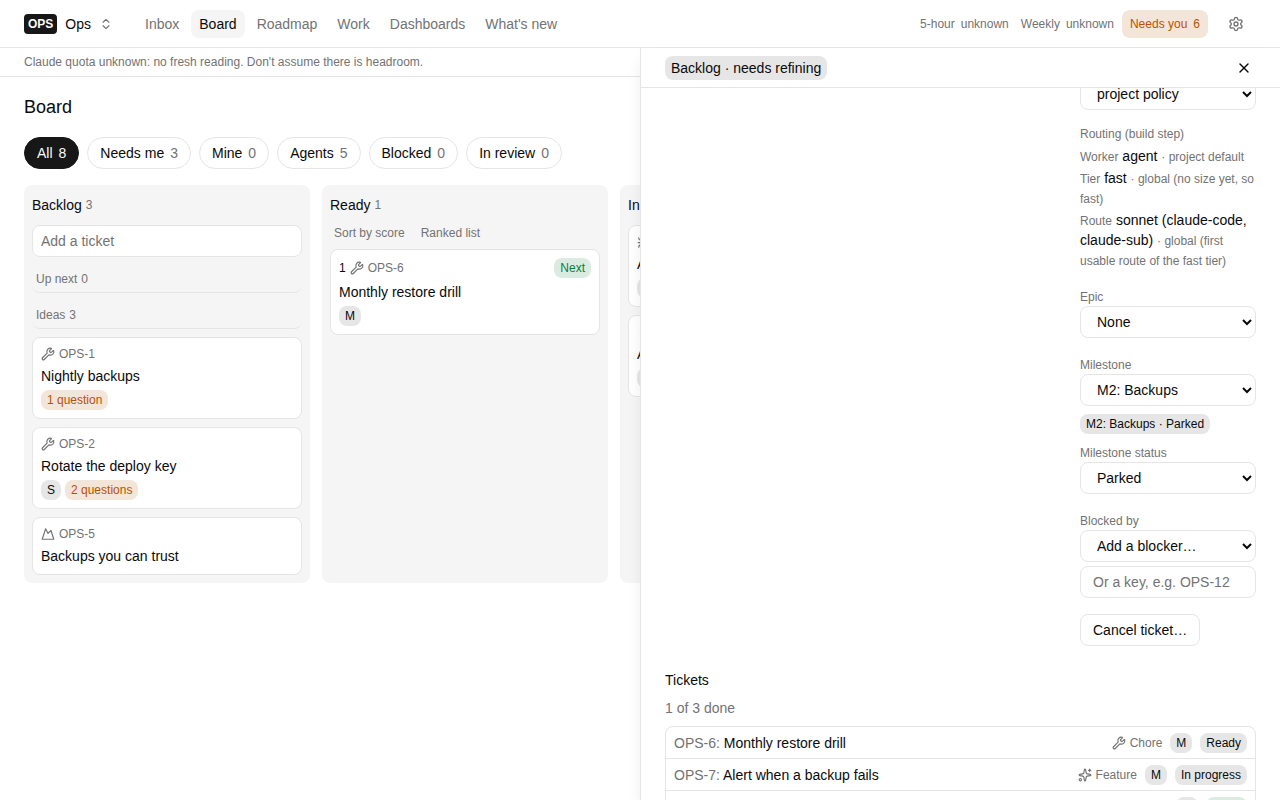 OPS Ops Inbox Board Roadmap Work Dashboards What's new 5-hour unknown Weekly unknown Needs you 6
Claude quota unknown: no fresh reading. Don't assume there is headroom.
Board
All 8 Needs me 3 Mine 0 Agents 5 Blocked 0 In review 0
Backlog 3
Add a ticket
Up next 0
Ideas 3
OPS-1
Nightly backups
1 question
OPS-2
Rotate the deploy key
S 2 questions
OPS-5
Backups you can trust
Ready 1
Sort by score Ranked list
1 OPS-6 Next
Monthly restore drill
M
In
Backlog · needs refining
project policy
Routing (build step)
Worker agent · project default
Tier fast · global (no size yet, so
fast)
Route sonnet (claude-code,
claude-sub) · global (first
usable route of the fast tier)
Epic
None
Milestone
M2: Backups
M2: Backups · Parked
Milestone status
Parked
Blocked by
Add a blocker…
Or a key, e.g. OPS-12
Cancel ticket…
Tickets
1 of 3 done
OPS-6: Monthly restore drill Chore M Ready
OPS-7: Alert when a backup fails Feature M In progress